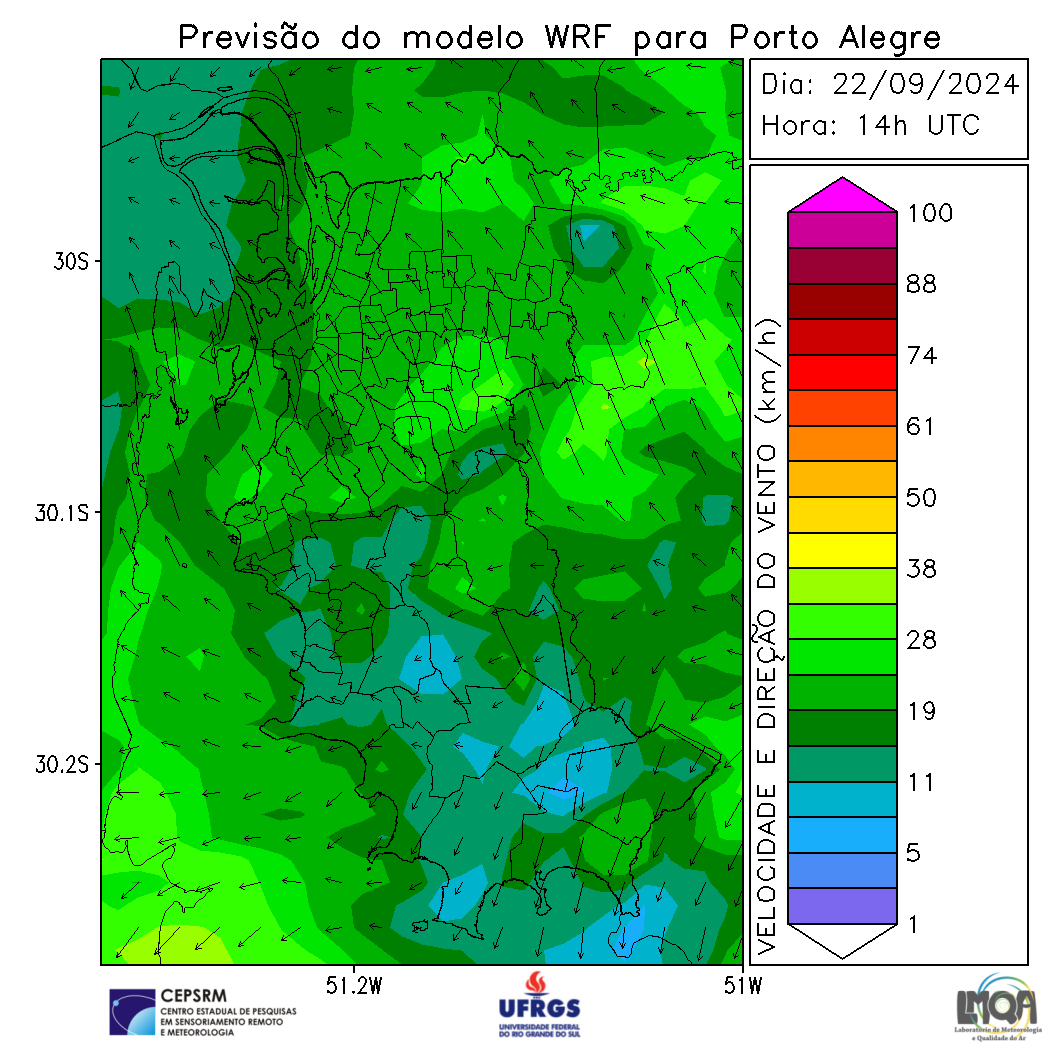 Previsão do modelo WRF para Porto Alegre
Dia: 22/09/2024
Hora: 14h UTC
30S
30.1S
30.2S
51.2W
51W
VELOCIDADE E DIREÇÃO DO VENTO (km/h)
100
88
74
61
50
38
28
19
11
5
1
CEPSRM
CENTRO ESTADUAL DE PESQUISAS
EM SENSORIAMENTO REMOTO
E METEOROLOGIA
UFRGS
UNIVERSIDADE FEDERAL
DO RIO GRANDE DO SUL
LMQA
Laboratório de Meteorologia
e Qualidade do Ar